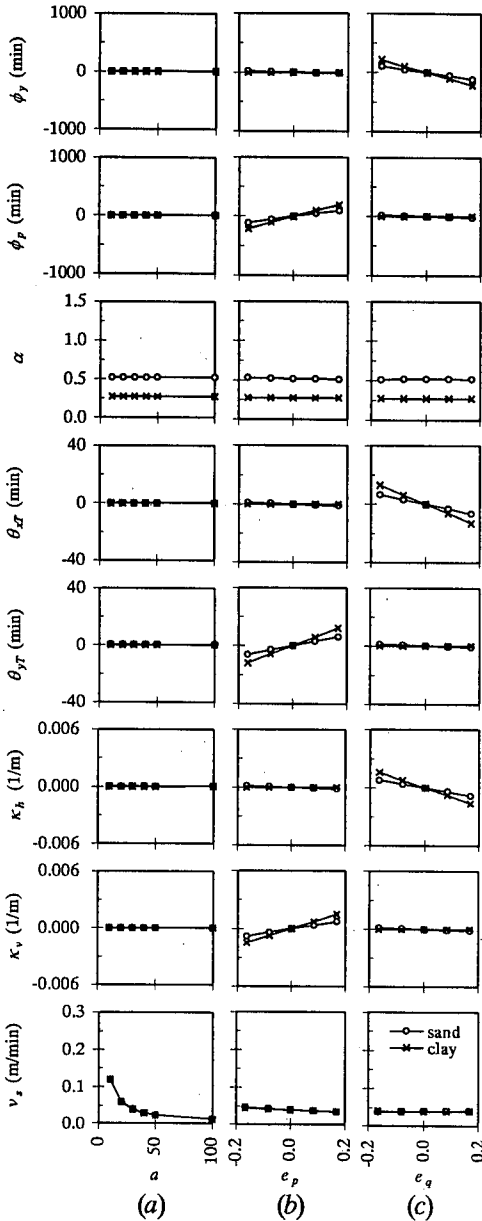 1000
0
-1000
ϕy (min)
1000
0
-1000
ϕp (min)
1.5
1.0
0.5
0.0
α
40
0
-40
θxT (min)
40
0
-40
θyT (min)
0.006
0.000
-0.006
κh (1/m)
0.006
0.000
-0.006
κv (1/m)
0.3
0.2
0.1
0.0
νs (m/min)
sand
clay
0 50 100
-0.2 0.0 0.2
-0.2 0.0 0.2
a ep eq
(a) (b) (c)